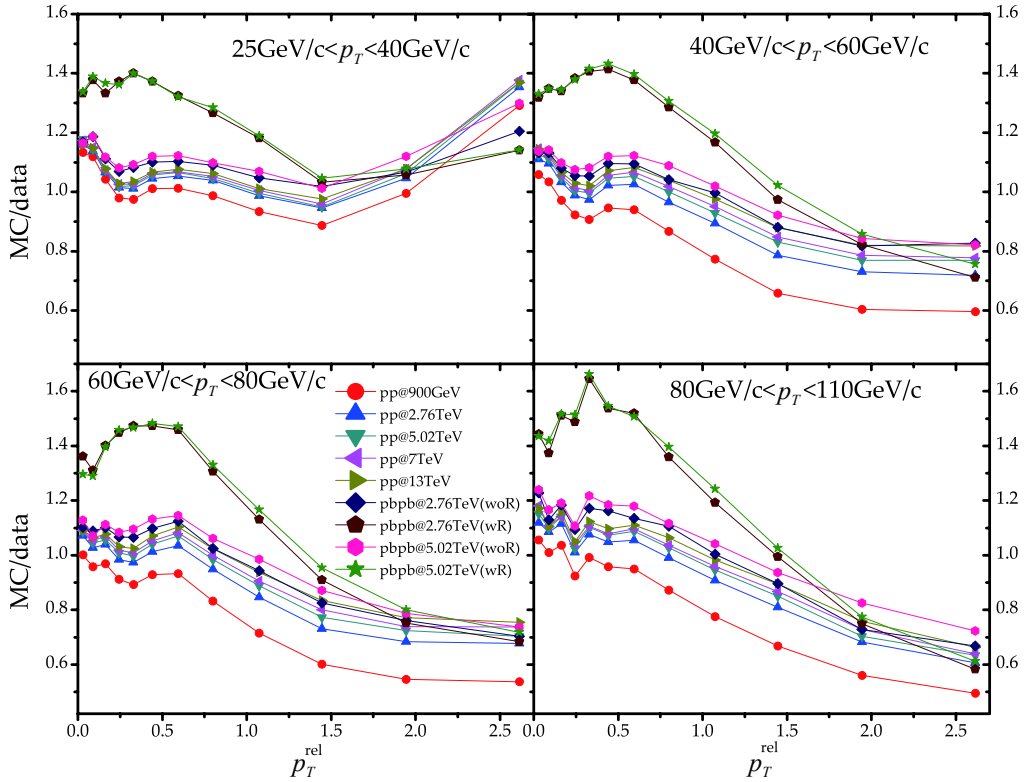 25GeV/c<p_T<40GeV/c
40GeV/c<p_T<60GeV/c
MC/data
1.6
1.4
1.2
1.0
0.8
0.6
1.6
1.4
1.2
1.0
0.8
0.6
60GeV/c<p_T<80GeV/c
80GeV/c<p_T<110GeV/c
MC/data
1.6
1.4
1.2
1.0
0.8
0.6
1.6
1.4
1.2
1.0
0.8
0.6
pp@900GeV
pp@2.76TeV
pp@5.02TeV
pp@7TeV
pp@13TeV
pbpb@2.76TeV(woR)
pbpb@2.76TeV(wR)
pbpb@5.02TeV(woR)
pbpb@5.02TeV(wR)
0.0 0.5 1.0 1.5 2.0 2.5
0.0 0.5 1.0 1.5 2.0 2.5
p_T^rel
p_T^rel